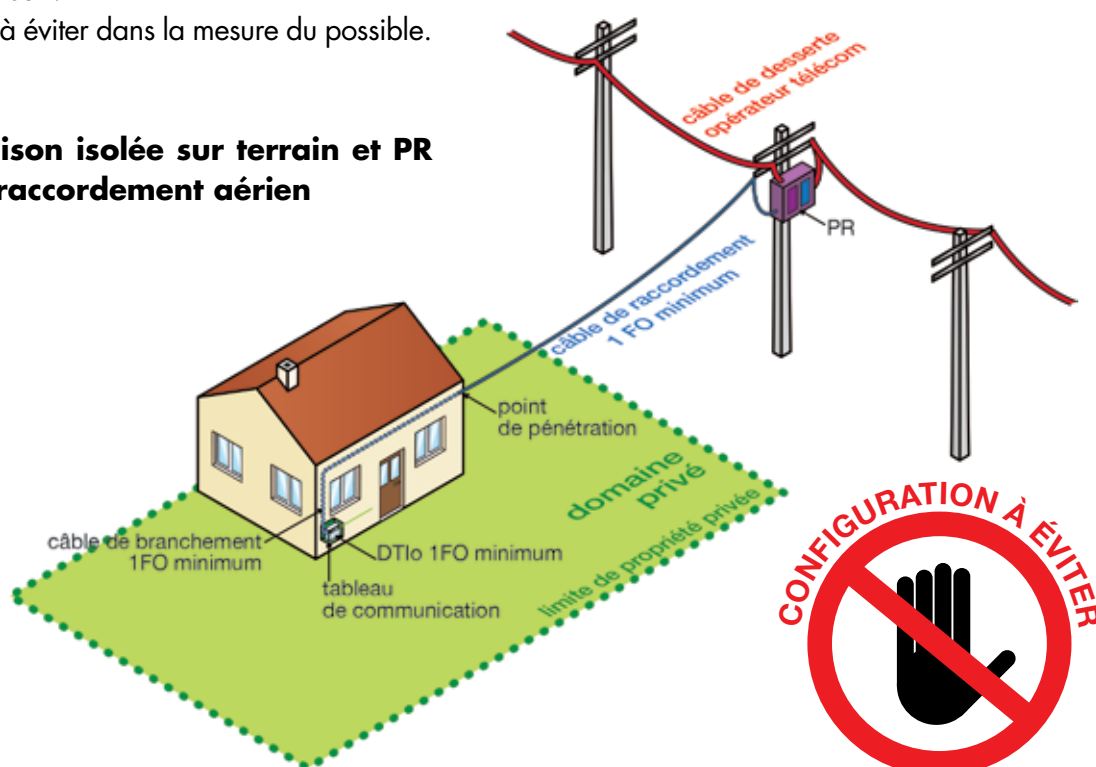 à éviter dans la mesure du possible.
câble de desserte
opérateur télécom
ison isolée sur terrain et PR
raccordement aérien
PR
câble de raccordement
1 FO minimum
point
de pénétration
domaine
privé
limite de propriété privée
câble de branchement
1FO minimum
DTIo 1FO minimum
tableau
de communication
CONFIGURATION À ÉVITER